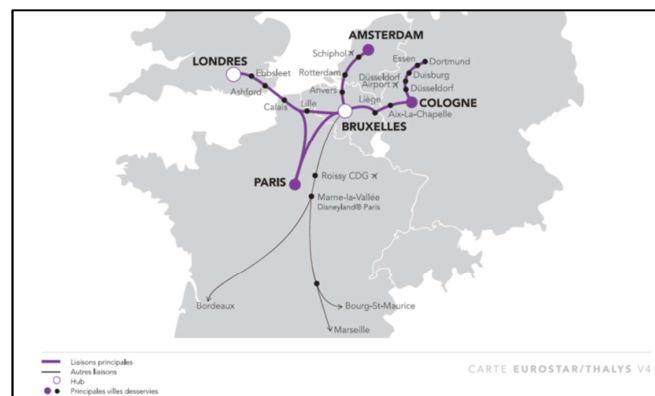 AMSTERDAM
Schiphol
LONDRES
Ebbsfleet
Ashford
Calais
Lille
Rotterdam
Anvers
Essen
Dortmund
Düsseldorf
Airport
Duisburg
Düsseldorf
Liège
COLOGNE
Aix-La-Chapelle
BRUXELLES
PARIS
Roissy CDG
Marne-la-Vallée
Disneyland® Paris
Bordeaux
Bourg-St-Maurice
Marseille
Liaisons principales
Autres liaisons
Hub
Principales villes desservies
CARTE EUROSTAR/THALYS V4